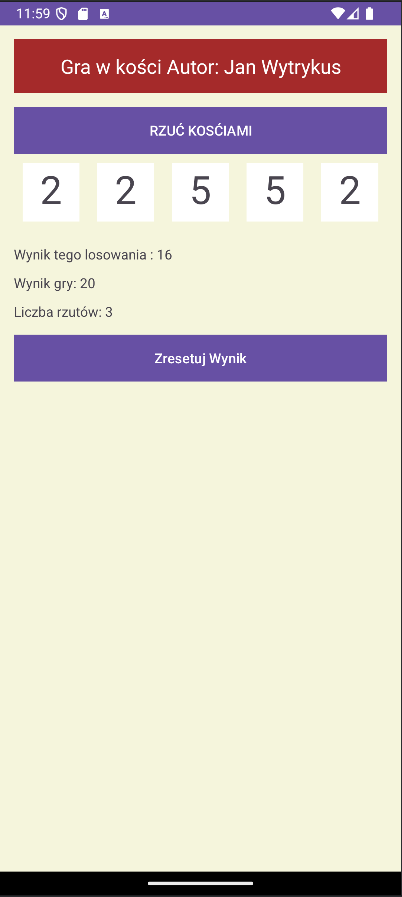 11:59
Gra w kości Autor: Jan Wytrykus
RZUĆ KOSĆIAMI
2 2 5 5 2
Wynik tego losowania : 16
Wynik gry: 20
Liczba rzutów: 3
Zresetuj Wynik